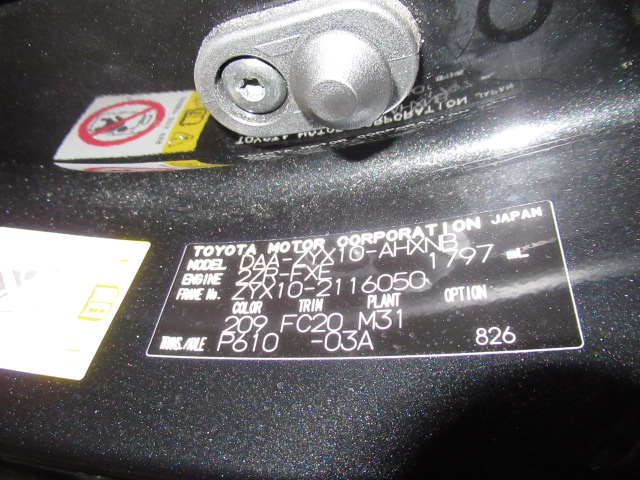 TOYOTA MOTOR CORPORATION JAPAN
MODEL DAA-ZYX10-AHXNB
ENGINE 2ZR-FXE 1797 mL
FRAME No. ZYX10-2116050
COLOR TRIM PLANT OPTION
209 FC20 M31
TRANS./AXLE P610 -03A 826